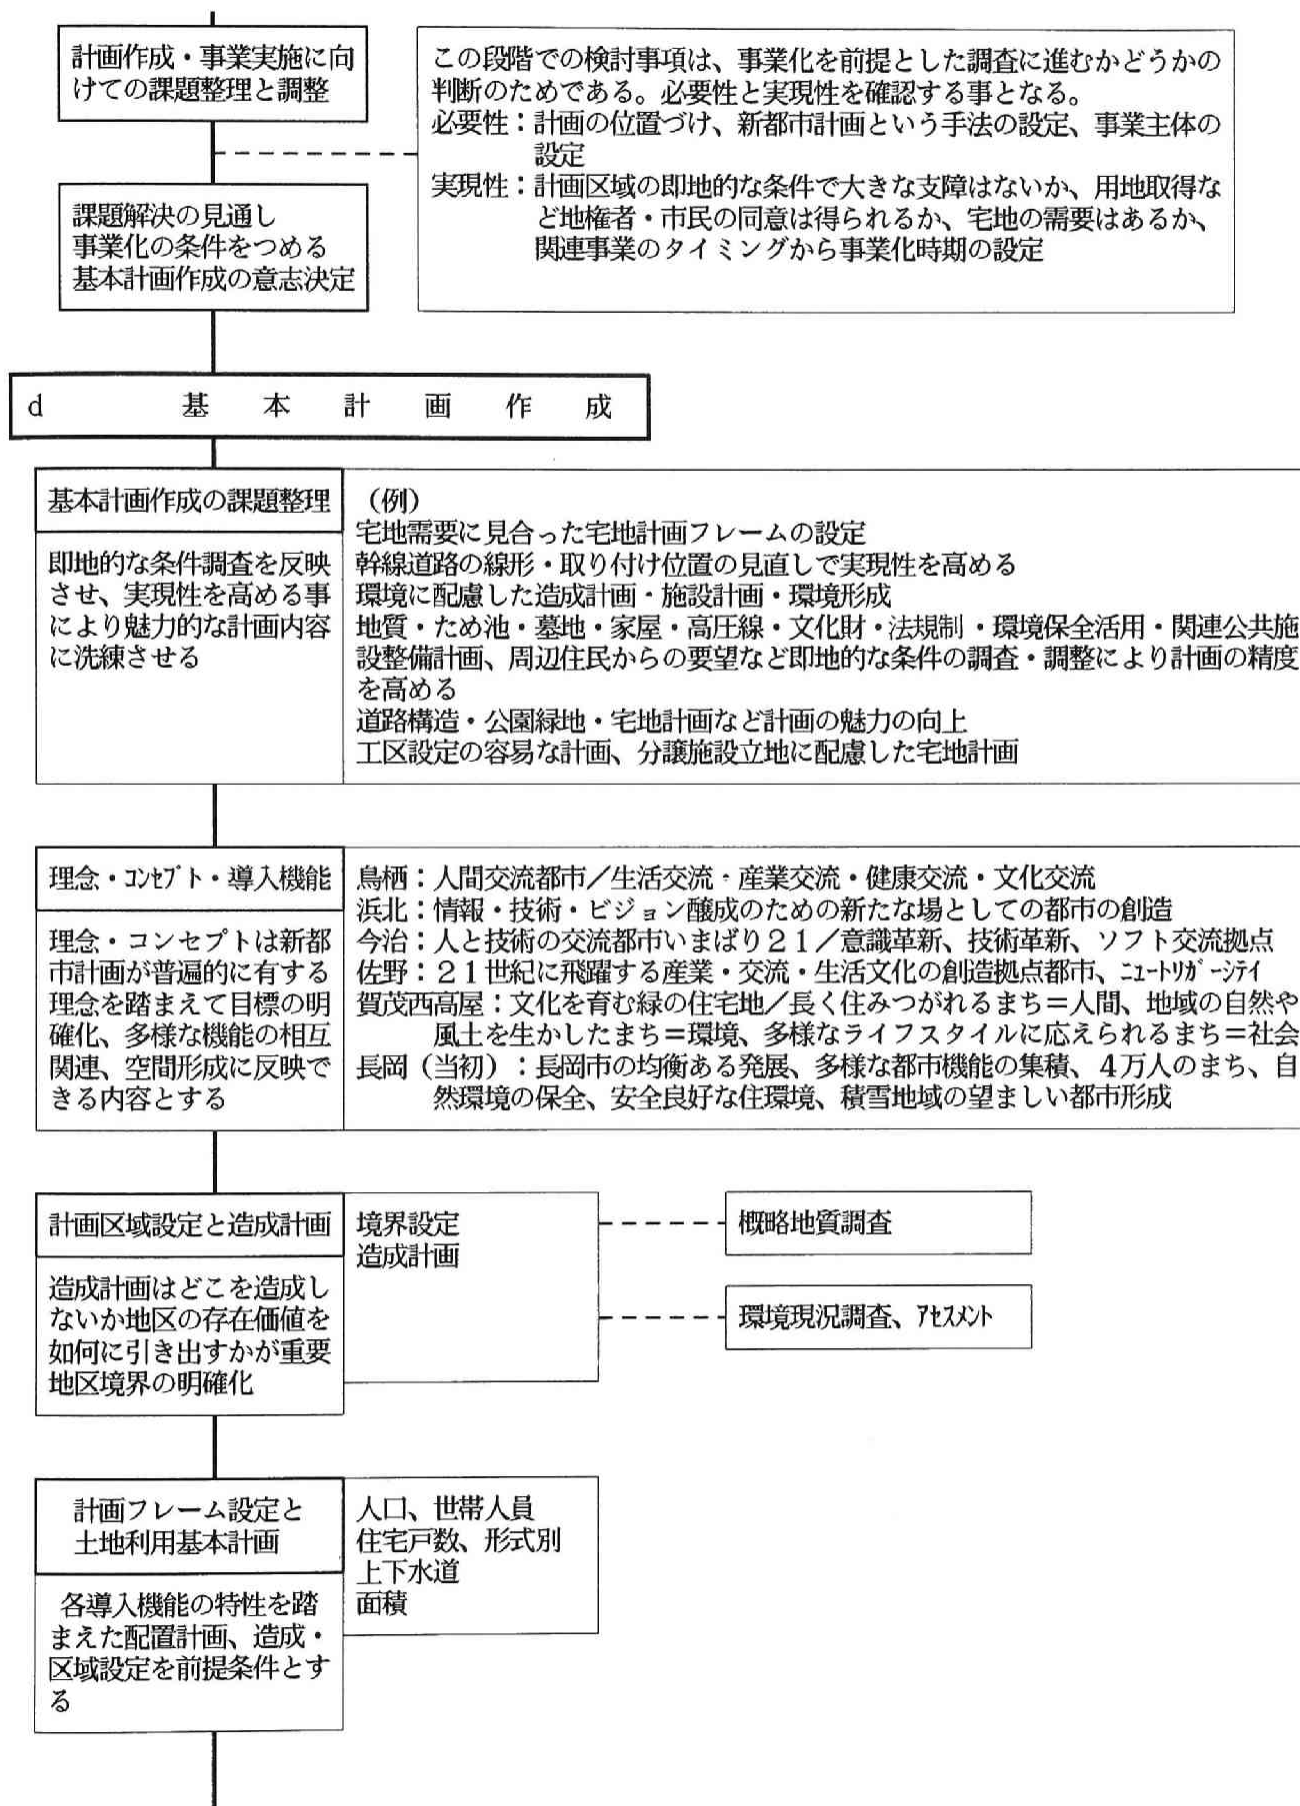 計画作成・事業実施に向
けての課題整理と調整
この段階での検討事項は、事業化を前提とした調査に進むかどうかの
判断のためである。必要性と実現性を確認する事となる。
必要性：計画の位置づけ、新都市計画という手法の設定、事業主体の
設定
実現性：計画区域の即地的な条件で大きな支障はないか、用地取得な
ど地権者・市民の同意は得られるか、宅地の需要はあるか、
関連事業のタイミングから事業化時期の設定
課題解決の見通し
事業化の条件をつめる
基本計画作成の意志決定
d 基本計画作成
基本計画作成の課題整理
即地的な条件調査を反映
させ、実現性を高める事
により魅力的な計画内容
に洗練させる
（例）
宅地需要に見合った宅地計画フレームの設定
幹線道路の線形・取り付け位置の見直しで実現性を高める
環境に配慮した造成計画・施設計画・環境形成
地質・ため池・墓地・家屋・高圧線・文化財・法規制・環境保全活用・関連公共施
設整備計画、周辺住民からの要望など即地的な条件の調査・調整により計画の精度
を高める
道路構造・公園緑地・宅地計画など計画の魅力の向上
工区設定の容易な計画、分譲施設立地に配慮した宅地計画
理念・ｺﾝｾﾌﾟﾄ・導入機能
理念・コンセプトは新都
市計画が普遍的に有する
理念を踏まえて目標の明
確化、多様な機能の相互
関連、空間形成に反映で
きる内容とする
鳥栖：人間交流都市／生活交流・産業交流・健康交流・文化交流
浜北：情報・技術・ビジョン醸成のための新たな場としての都市の創造
今治：人と技術の交流都市いまばり２１／意識革新、技術革新、ソフト交流拠点
佐野：２１世紀に飛躍する産業・交流・生活文化の創造拠点都市、ﾆｭｰﾄﾘｶﾞｰｼﾃｲ
賀茂西高屋：文化を育む緑の住宅地／長く住みつがれるまち＝人間、地域の自然や
風土を生かしたまち＝環境、多様なライフスタイルに応えられるまち＝社会
長岡（当初）：長岡市の均衡ある発展、多様な都市機能の集積、４万人のまち、自
然環境の保全、安全良好な住環境、積雪地域の望ましい都市形成
計画区域設定と造成計画
造成計画はどこを造成し
ないか地区の存在価値を
如何に引き出すかが重要
地区境界の明確化
境界設定
造成計画
概略地質調査
環境現況調査、ｱｾｽﾒﾝﾄ
計画フレーム設定と
土地利用基本計画
各導入機能の特性を踏
まえた配置計画、造成・
区域設定を前提条件とす
る
人口、世帯人員
住宅戸数、形式別
上下水道
面積